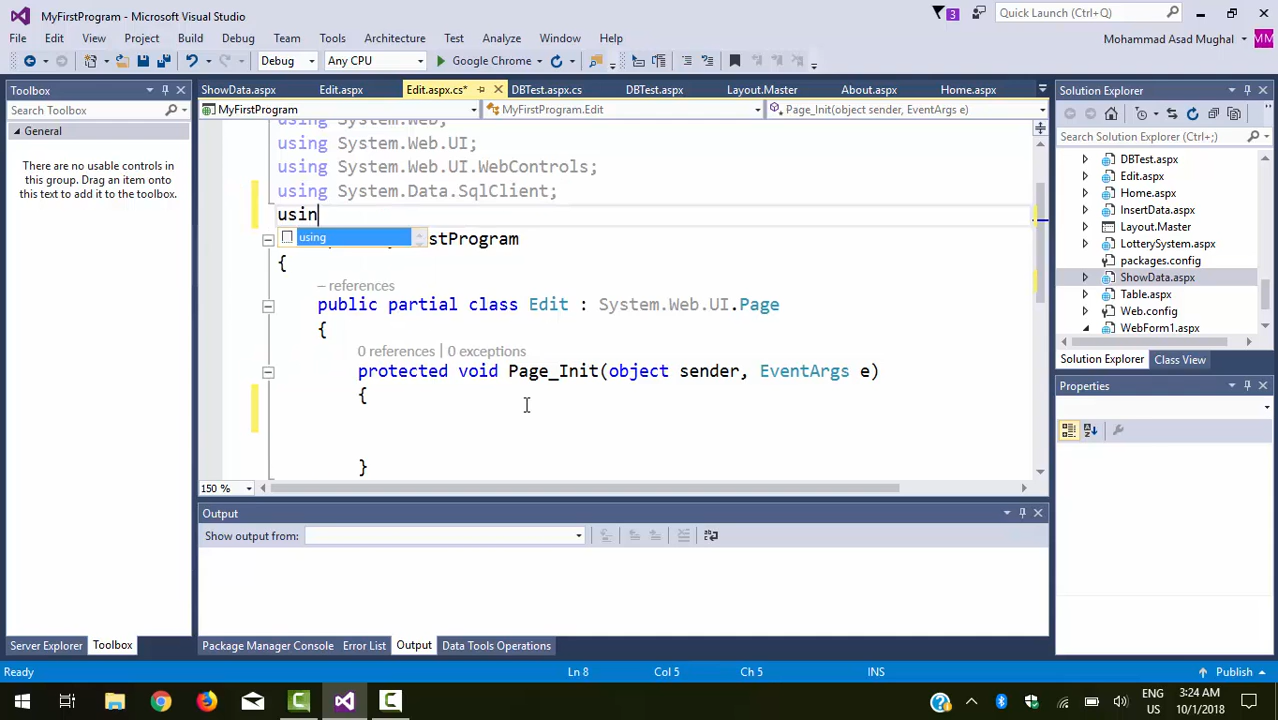 MyFirstProgram - Microsoft Visual Studio
3
Quick Launch (Ctrl+Q)
File Edit View Project Build Debug Team Tools Architecture Test Analyze Window Help
Mohammad Asad Mughal
MM
Debug Any CPU Google Chrome
Toolbox
Search Toolbox
General
There are no usable controls in
this group. Drag an item onto
this text to add it to the toolbox.
ShowData.aspx Edit.aspx Edit.aspx.cs* DBTest.aspx.cs DBTest.aspx Layout.Master About.aspx Home.aspx
MyFirstProgram MyFirstProgram.Edit Page_Init(object sender, EventArgs e)
using System.Web;
using System.Web.UI;
using System.Web.UI.WebControls;
using System.Data.SqlClient;
usin
using
stProgram
{
– references
public partial class Edit : System.Web.UI.Page
{
0 references | 0 exceptions
protected void Page_Init(object sender, EventArgs e)
{
}
150 %
Output
Show output from:
Solution Explorer
Search Solution Explorer (Ctrl+;)
DBTest.aspx
Edit.aspx
Home.aspx
InsertData.aspx
Layout.Master
LotterySystem.aspx
packages.config
ShowData.aspx
Table.aspx
Web.config
WebForm1.aspx
Solution Explorer Class View
Properties
Server Explorer Toolbox
Package Manager Console Error List Output Data Tools Operations
Ready Ln 8 Col 5 Ch 5 INS Publish
ENG
US
3:24 AM
10/1/2018